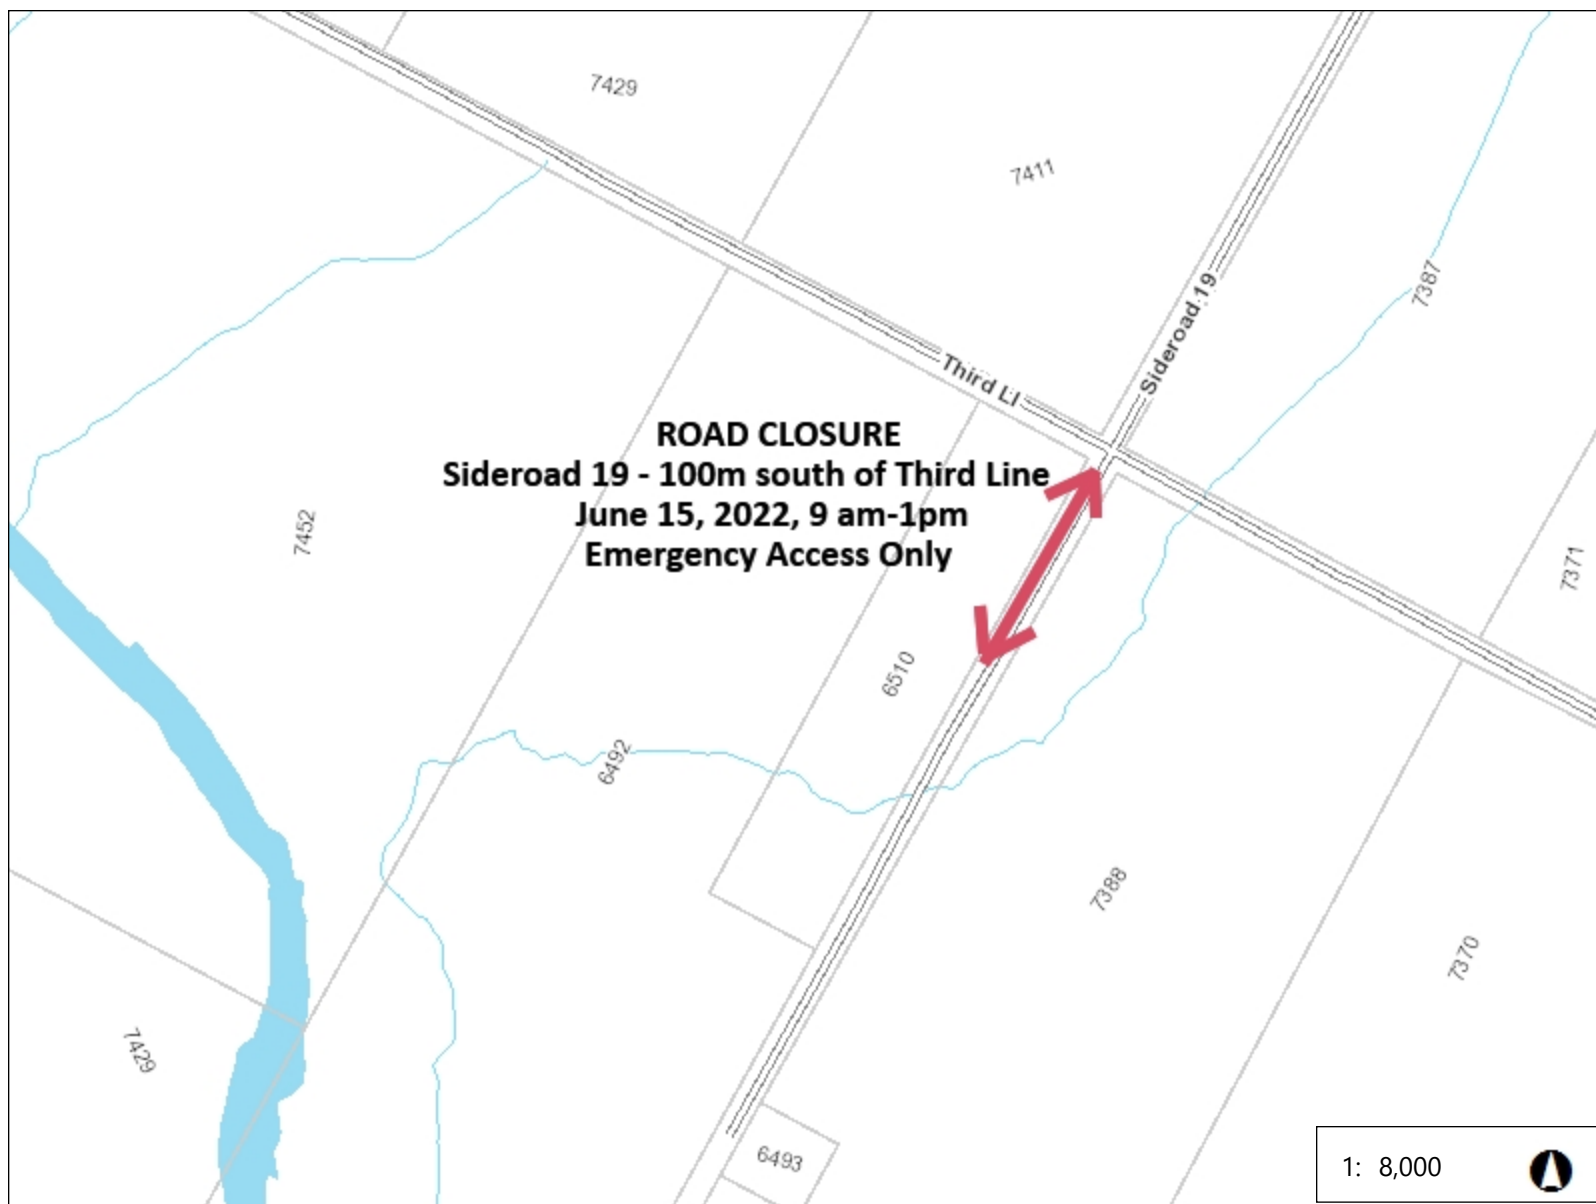 7429
7411
7387
Sideroad 19
Third LI
ROAD CLOSURE
Sideroad 19 - 100m south of Third Line
June 15, 2022, 9 am-1pm
Emergency Access Only
7452
7371
6510
6492
7388
7370
7429
6493
1: 8,000